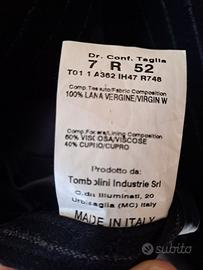 Dr. Conf. Taglia
7 R 52
T01 1 A362 IH47 R748
Comp.Tessuto/Fabric Composition
100% LANA VERGINE/VIRGIN W
Comp.Fodera/Lining Composition
60% VISCOSA/VISCOSE
40% CUPRO/CUPRO
Prodotto da:
Tombolini Industrie Srl
C.da Illuminati, 20
Urbisaglia (MC) Italy
MADE IN ITALY
subito